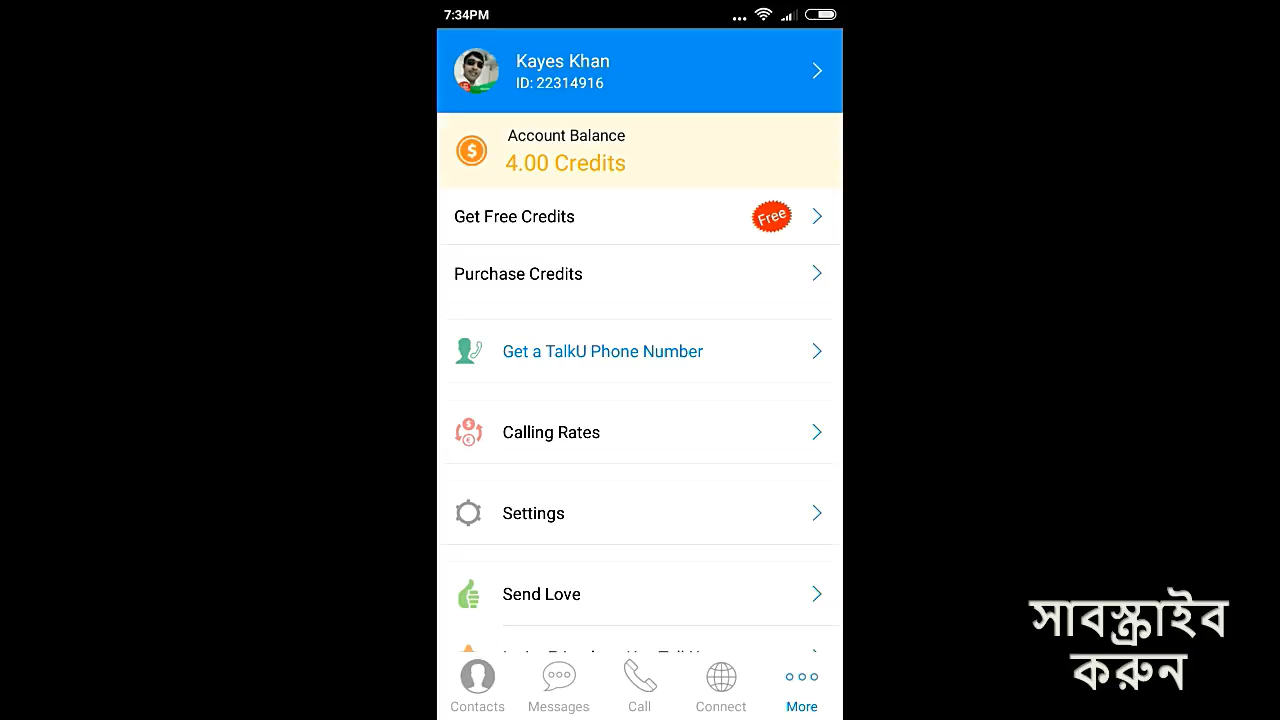 7:34PM
Kayes Khan
ID: 22314916
Account Balance
4.00 Credits
Get Free Credits
Free
Purchase Credits
Get a TalkU Phone Number
Calling Rates
Settings
Send Love
Contacts
Messages
Call
Connect
More
সাবস্ক্রাইব
করুন